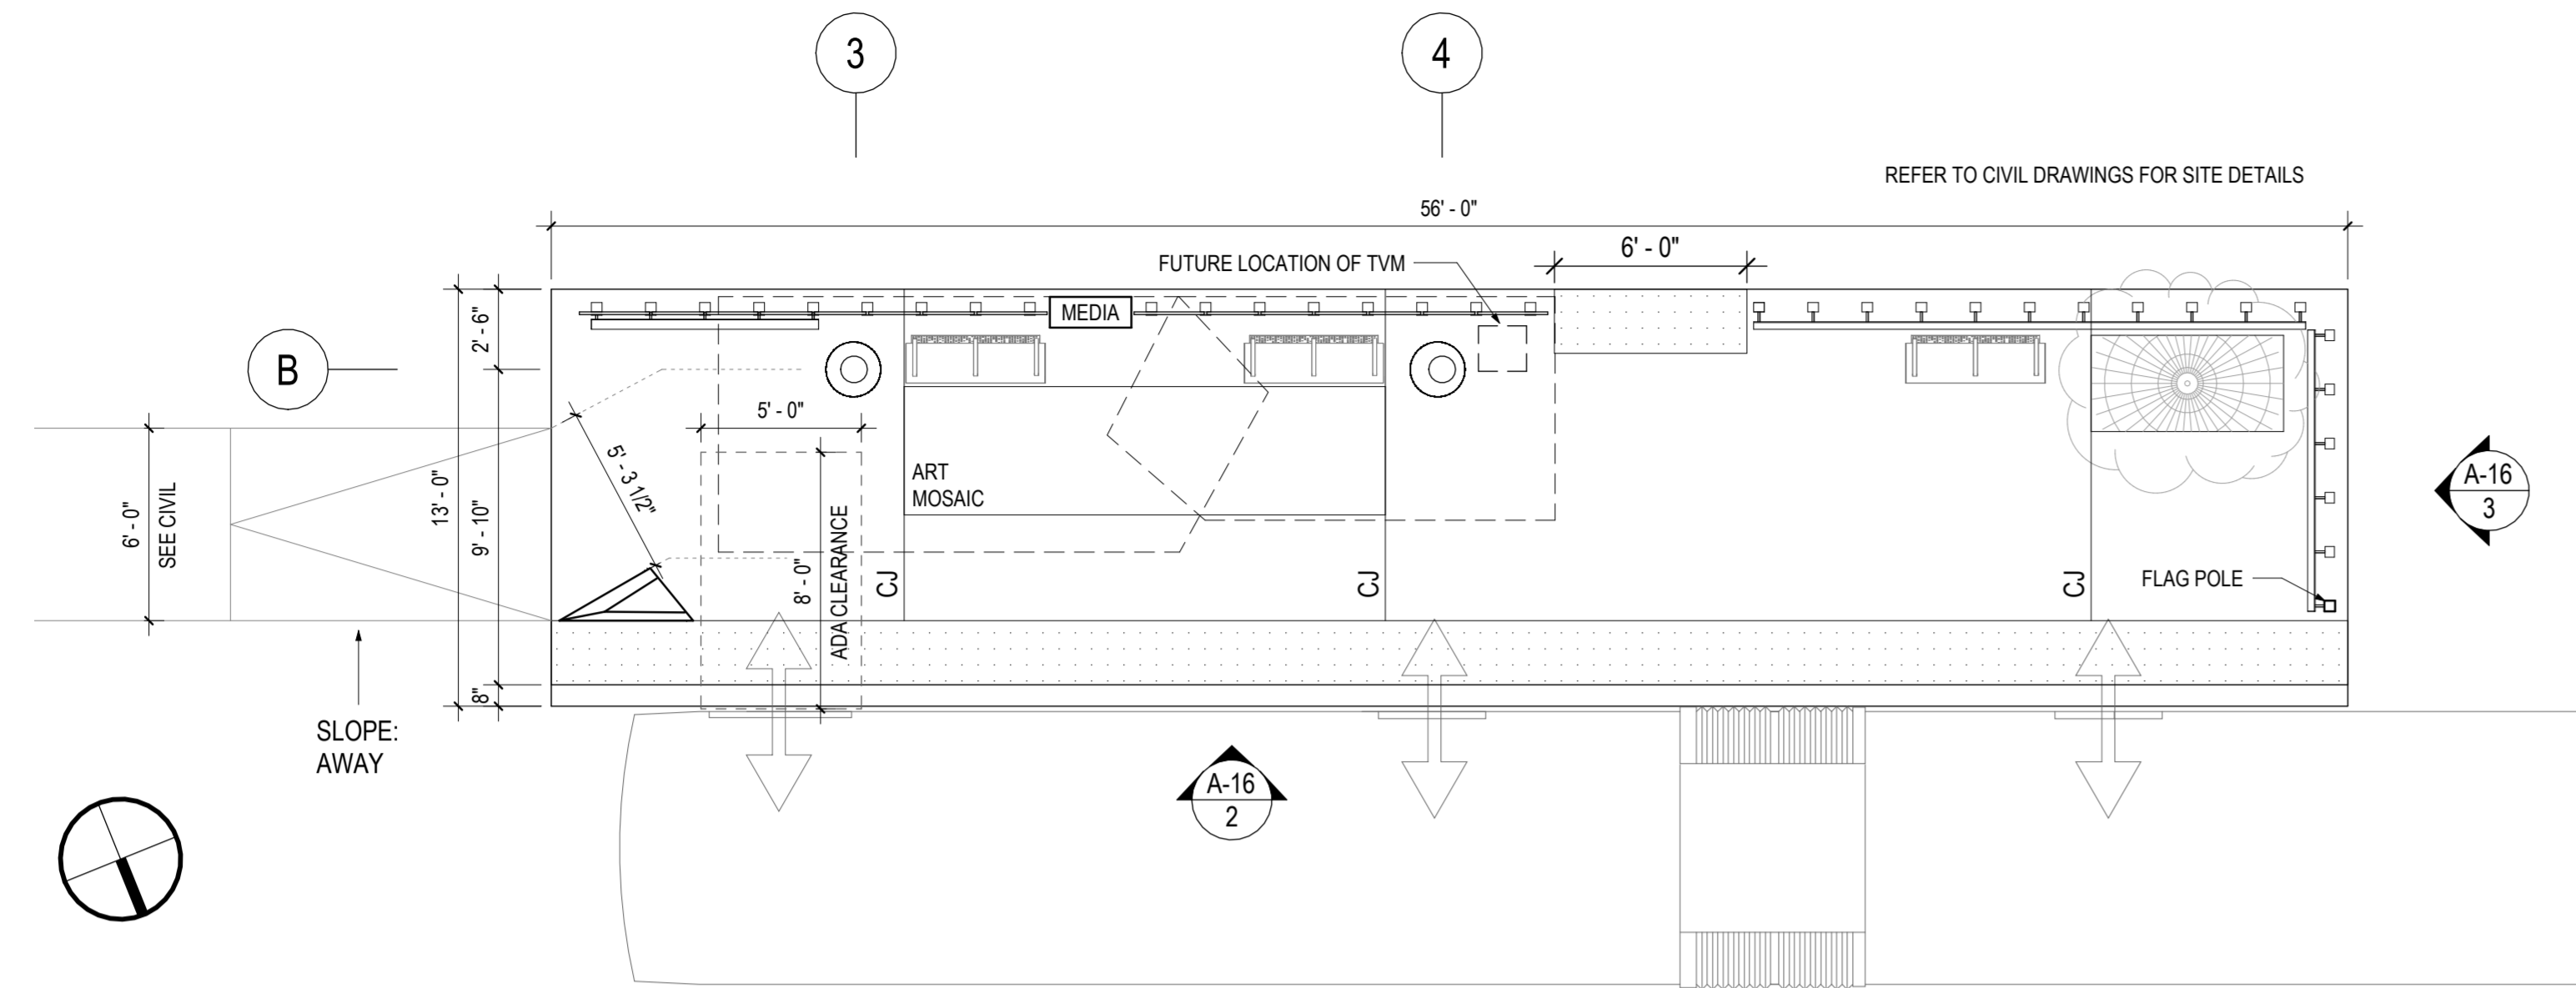 3
4
REFER TO CIVIL DRAWINGS FOR SITE DETAILS
56' - 0"
6' - 0"
FUTURE LOCATION OF TVM
MEDIA
2' - 6"
B
5' - 0"
5' - 3 1/2"
ART
MOSAIC
A-16
3
6' - 0"
SEE CIVIL
13' - 0"
9' - 10"
8' - 0"
ADA CLEARANCE
CJ
CJ
CJ
FLAG POLE
8"
SLOPE:
AWAY
A-16
2